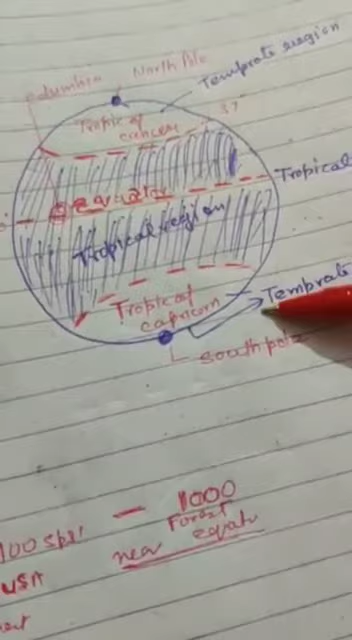 North Pole
Temprate region
Tropic of
cancer
Tropical
equator
Tropical region
Tropic of
capricorn
Temprate
South pole
1000
Forest
near equate
USA